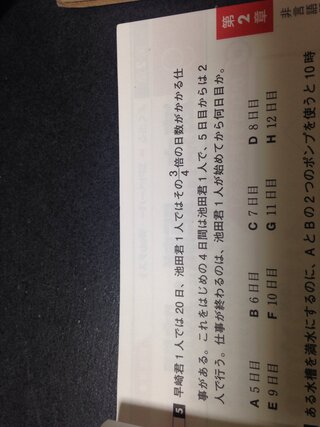 第
2
章
非言語
5 早崎君1人では20日、池田君1人ではその3/4倍の日数がかかる仕
事がある。これをはじめの4日間は池田君1人で、5日目からは2
人で行う。仕事が終わるのは、池田君1人が始めてから何日目か。
A 5日目 B 6日目 C 7日目 D 8日目
E 9日目 F 10日目 G 11日目 H 12日目
ある水槽を満水にするのに、AとBの2つのポンプを使うと10時